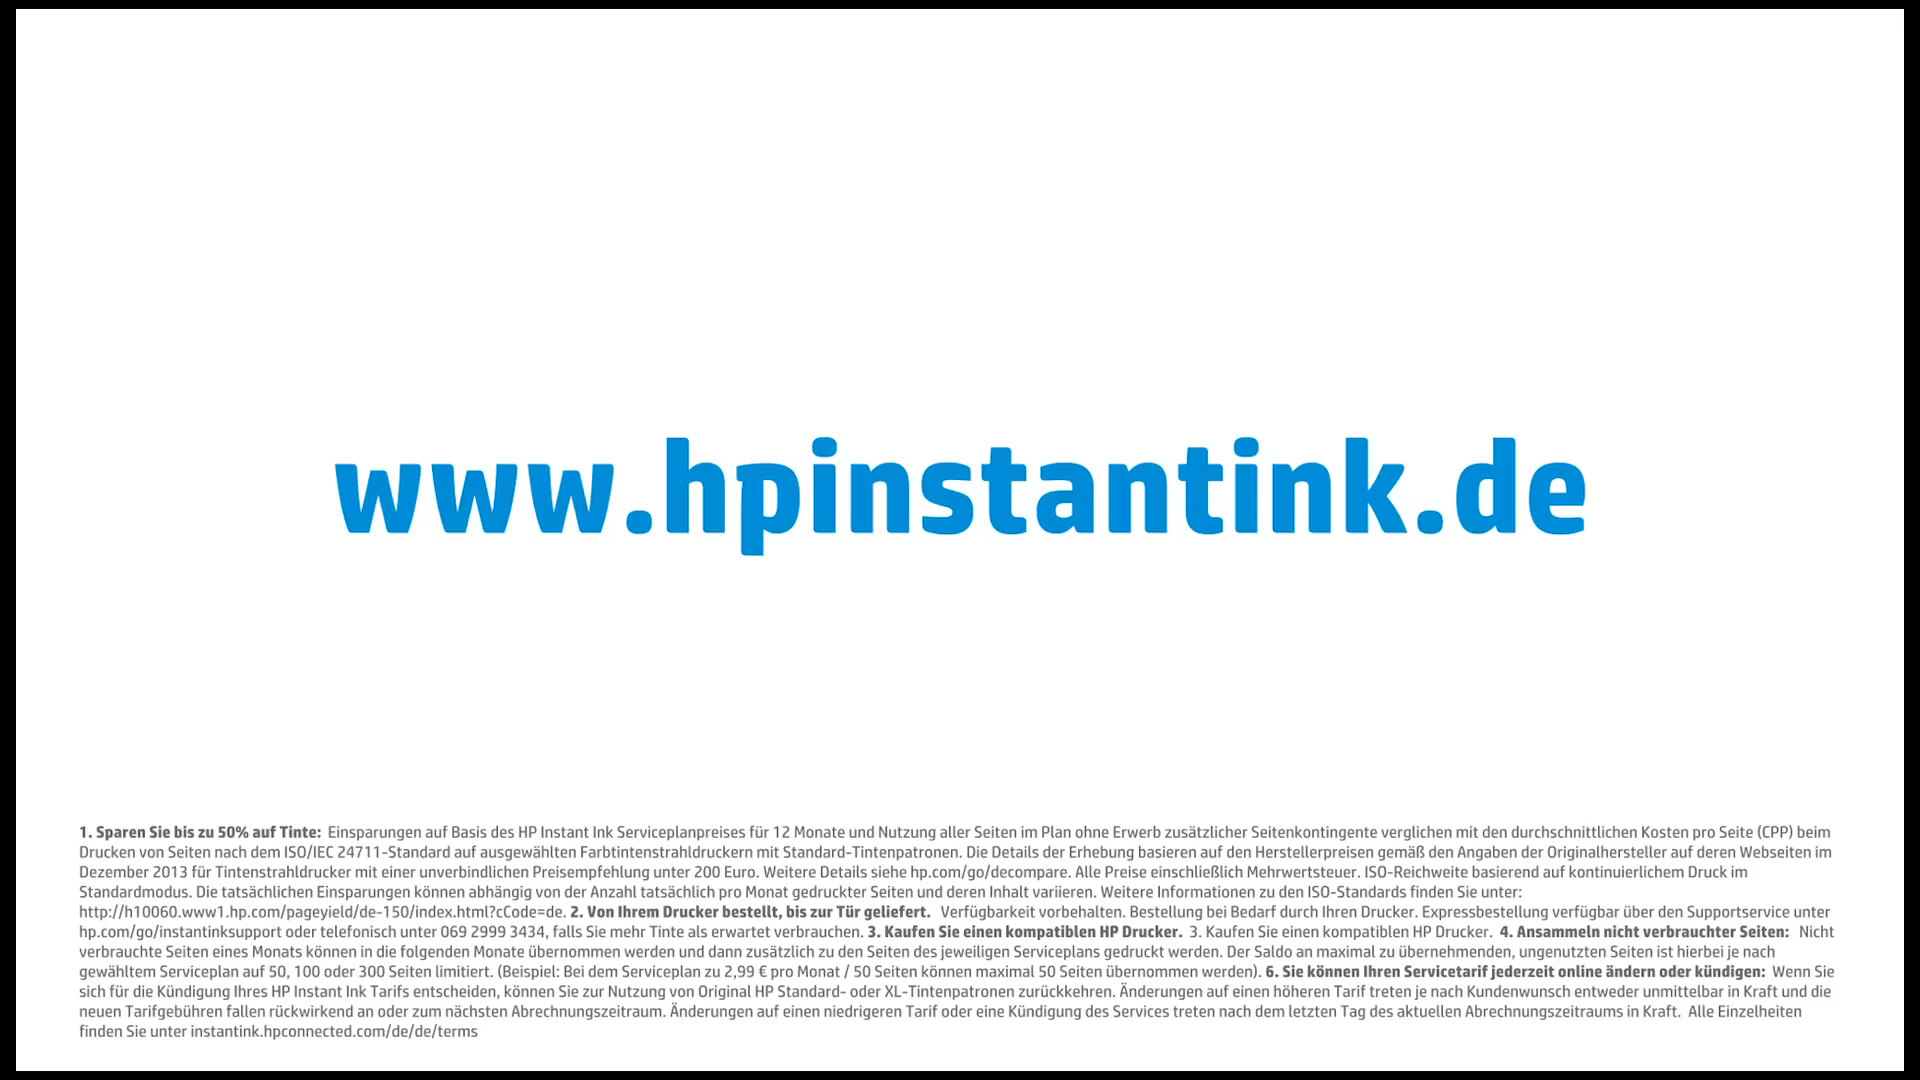 www.hpinstantink.de
1. Sparen Sie bis zu 50% auf Tinte: Einsparungen auf Basis des HP Instant Ink Serviceplanpreises für 12 Monate und Nutzung aller Seiten im Plan ohne Erwerb zusätzlicher Seitenkontingente verglichen mit den durchschnittlichen Kosten pro Seite (CPP) beim
Drucken von Seiten nach dem ISO/IEC 24711-Standard auf ausgewählten Farbtintenstrahldruckern mit Standard-Tintenpatronen. Die Details der Erhebung basieren auf den Herstellerpreisen gemäß den Angaben der Originalhersteller auf deren Webseiten im
Dezember 2013 für Tintenstrahldrucker mit einer unverbindlichen Preisempfehlung unter 200 Euro. Weitere Details siehe hp.com/go/decompare. Alle Preise einschließlich Mehrwertsteuer. ISO-Reichweite basierend auf kontinuierlichem Druck im
Standardmodus. Die tatsächlichen Einsparungen können abhängig von der Anzahl tatsächlich pro Monat gedruckter Seiten und deren Inhalt variieren. Weitere Informationen zu den ISO-Standards finden Sie unter:
http://h10060.www1.hp.com/pageyield/de-150/index.html?cCode=de. 2. Von Ihrem Drucker bestellt, bis zur Tür geliefert. Verfügbarkeit vorbehalten. Bestellung bei Bedarf durch Ihren Drucker. Expressbestellung verfügbar über den Supportservice unter
hp.com/go/instantinksupport oder telefonisch unter 069 2999 3434, falls Sie mehr Tinte als erwartet verbrauchen. 3. Kaufen Sie einen kompatiblen HP Drucker. 3. Kaufen Sie einen kompatiblen HP Drucker. 4. Ansammeln nicht verbrauchter Seiten: Nicht
verbrauchte Seiten eines Monats können in die folgenden Monate übernommen werden und dann zusätzlich zu den Seiten des jeweiligen Serviceplans gedruckt werden. Der Saldo an maximal zu übernehmenden, ungenutzten Seiten ist hierbei je nach
gewähltem Serviceplan auf 50, 100 oder 300 Seiten limitiert. (Beispiel: Bei dem Serviceplan zu 2,99 € pro Monat / 50 Seiten können maximal 50 Seiten übernommen werden). 6. Sie können Ihren Servicetarif jederzeit online ändern oder kündigen: Wenn Sie
sich für die Kündigung Ihres HP Instant Ink Tarifs entscheiden, können Sie zur Nutzung von Original HP Standard- oder XL-Tintenpatronen zurückkehren. Änderungen auf einen höheren Tarif treten je nach Kundenwunsch entweder unmittelbar in Kraft und die
neuen Tarifgebühren fallen rückwirkend an oder zum nächsten Abrechnungszeitraum. Änderungen auf einen niedrigeren Tarif oder eine Kündigung des Services treten nach dem letzten Tag des aktuellen Abrechnungszeitraums in Kraft. Alle Einzelheiten
finden Sie unter instantink.hpconnected.com/de/de/terms